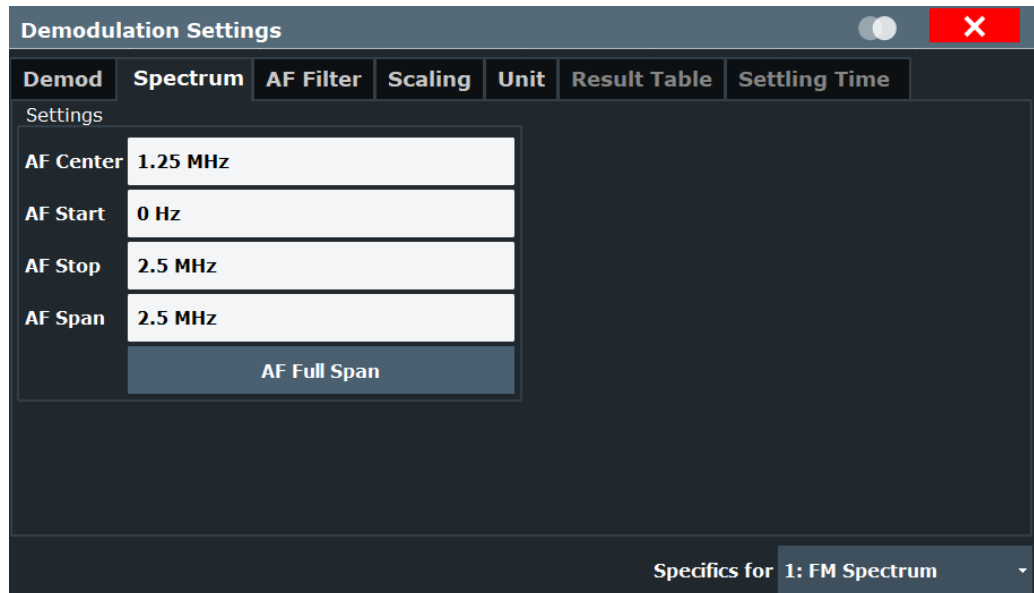 Demodulation Settings
Demod Spectrum AF Filter Scaling Unit Result Table Settling Time
Settings
AF Center 1.25 MHz
AF Start 0 Hz
AF Stop 2.5 MHz
AF Span 2.5 MHz
AF Full Span
Specifics for 1: FM Spectrum